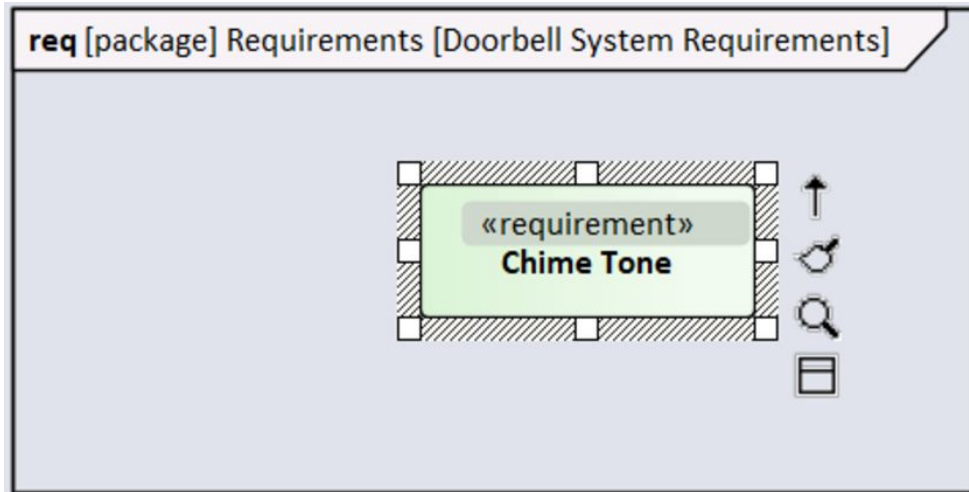 req [package] Requirements [Doorbell System Requirements]
«requirement»
Chime Tone